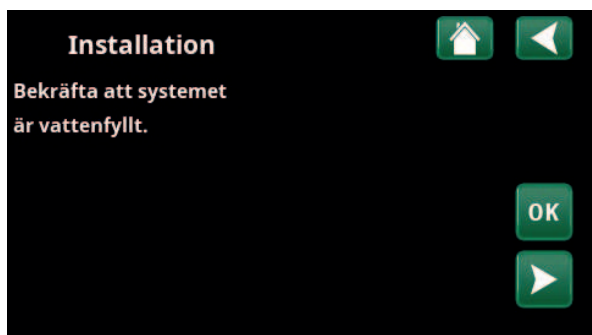 Installation
Bekräfta att systemet
är vattenfyllt.
OK